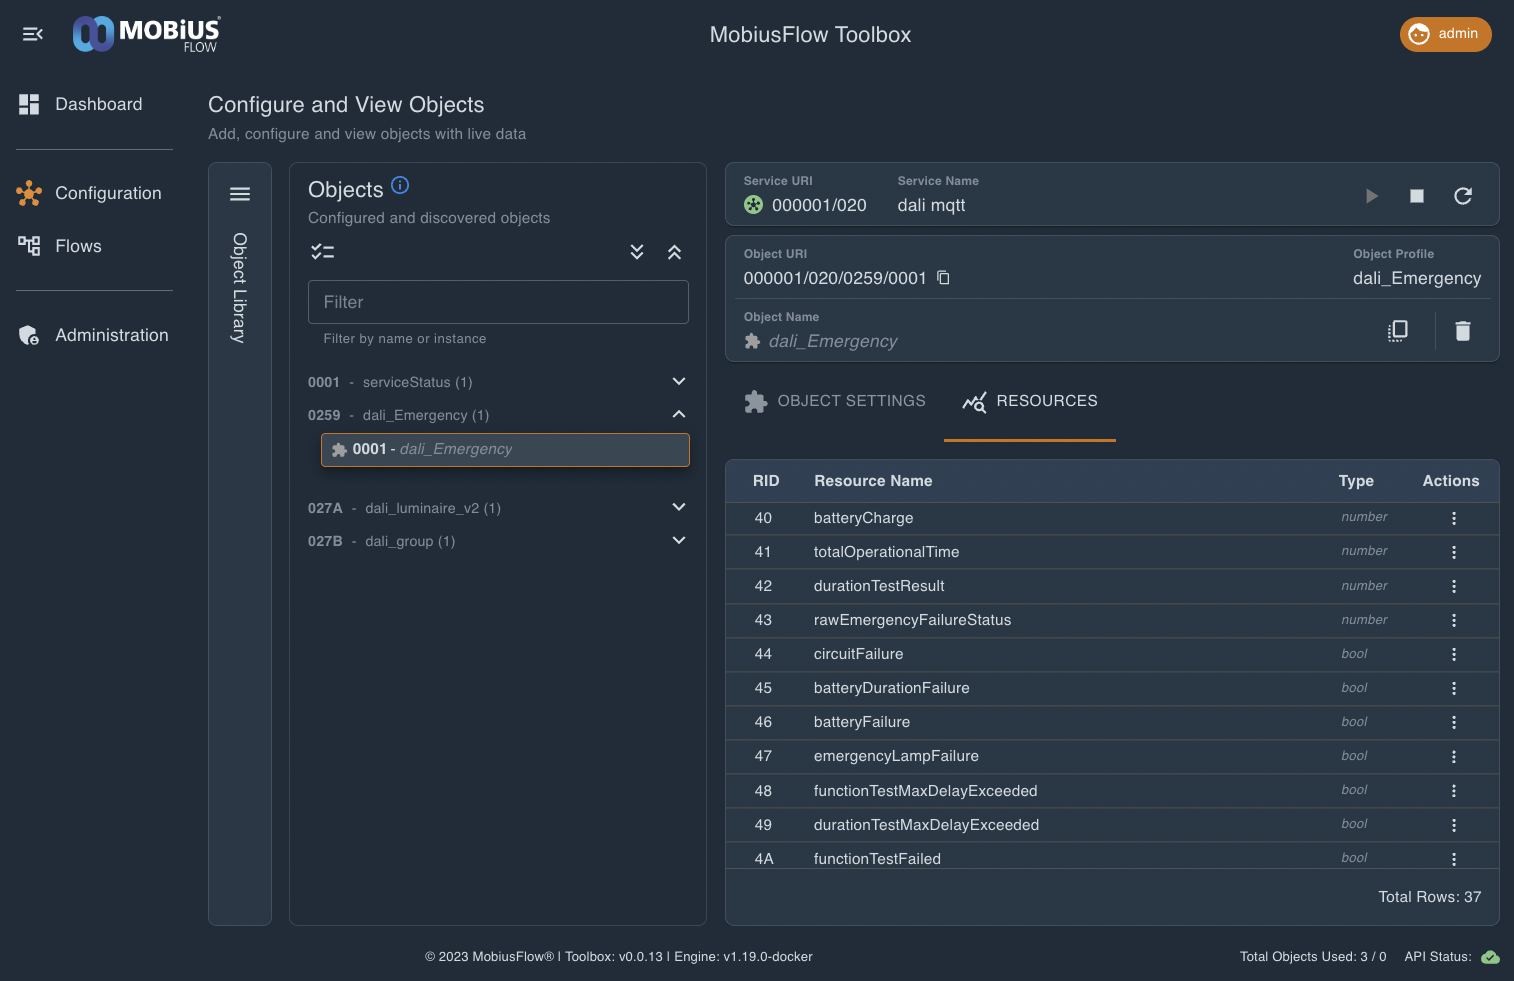 MOBiUS
FLOW
MobiusFlow Toolbox
admin
Dashboard
Configuration
Flows
Administration
Configure and View Objects
Add, configure and view objects with live data
Object Library
Objects
Configured and discovered objects
Filter
Filter by name or instance
0001 - serviceStatus (1)
0259 - dali_Emergency (1)
0001 - dali_Emergency
027A - dali_luminaire_v2 (1)
027B - dali_group (1)
Service URI
000001/020
Service Name
dali mqtt
Object URI
000001/020/0259/0001
Object Profile
dali_Emergency
Object Name
dali_Emergency
OBJECT SETTINGS
RESOURCES
RID Resource Name Type Actions
40 batteryCharge number
41 totalOperationalTime number
42 durationTestResult number
43 rawEmergencyFailureStatus number
44 circuitFailure bool
45 batteryDurationFailure bool
46 batteryFailure bool
47 emergencyLampFailure bool
48 functionTestMaxDelayExceeded bool
49 durationTestMaxDelayExceeded bool
4A functionTestFailed bool
Total Rows: 37
© 2023 MobiusFlow® | Toolbox: v0.0.13 | Engine: v1.19.0-docker
Total Objects Used: 3 / 0 API Status: